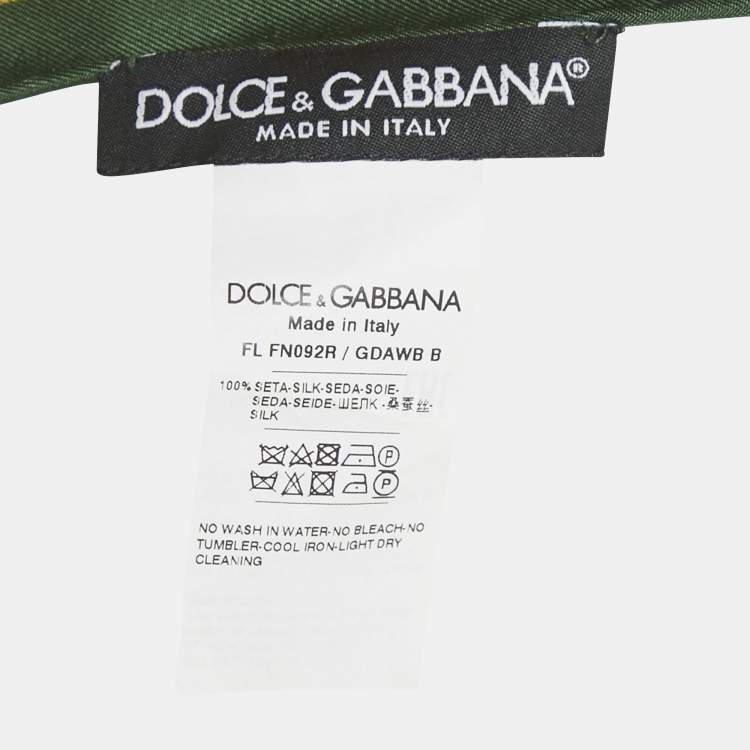 DOLCE & GABBANA®
MADE IN ITALY
DOLCE & GABBANA
Made in Italy
FL FN092R / GDAWB B
100% SETA-SILK-SEDA-SOIE-
SEDA-SEIDE-ШЕЛК-桑蚕丝-
SILK
P
P
NO WASH IN WATER-NO BLEACH-NO
TUMBLER-COOL IRON-LIGHT DRY
CLEANING